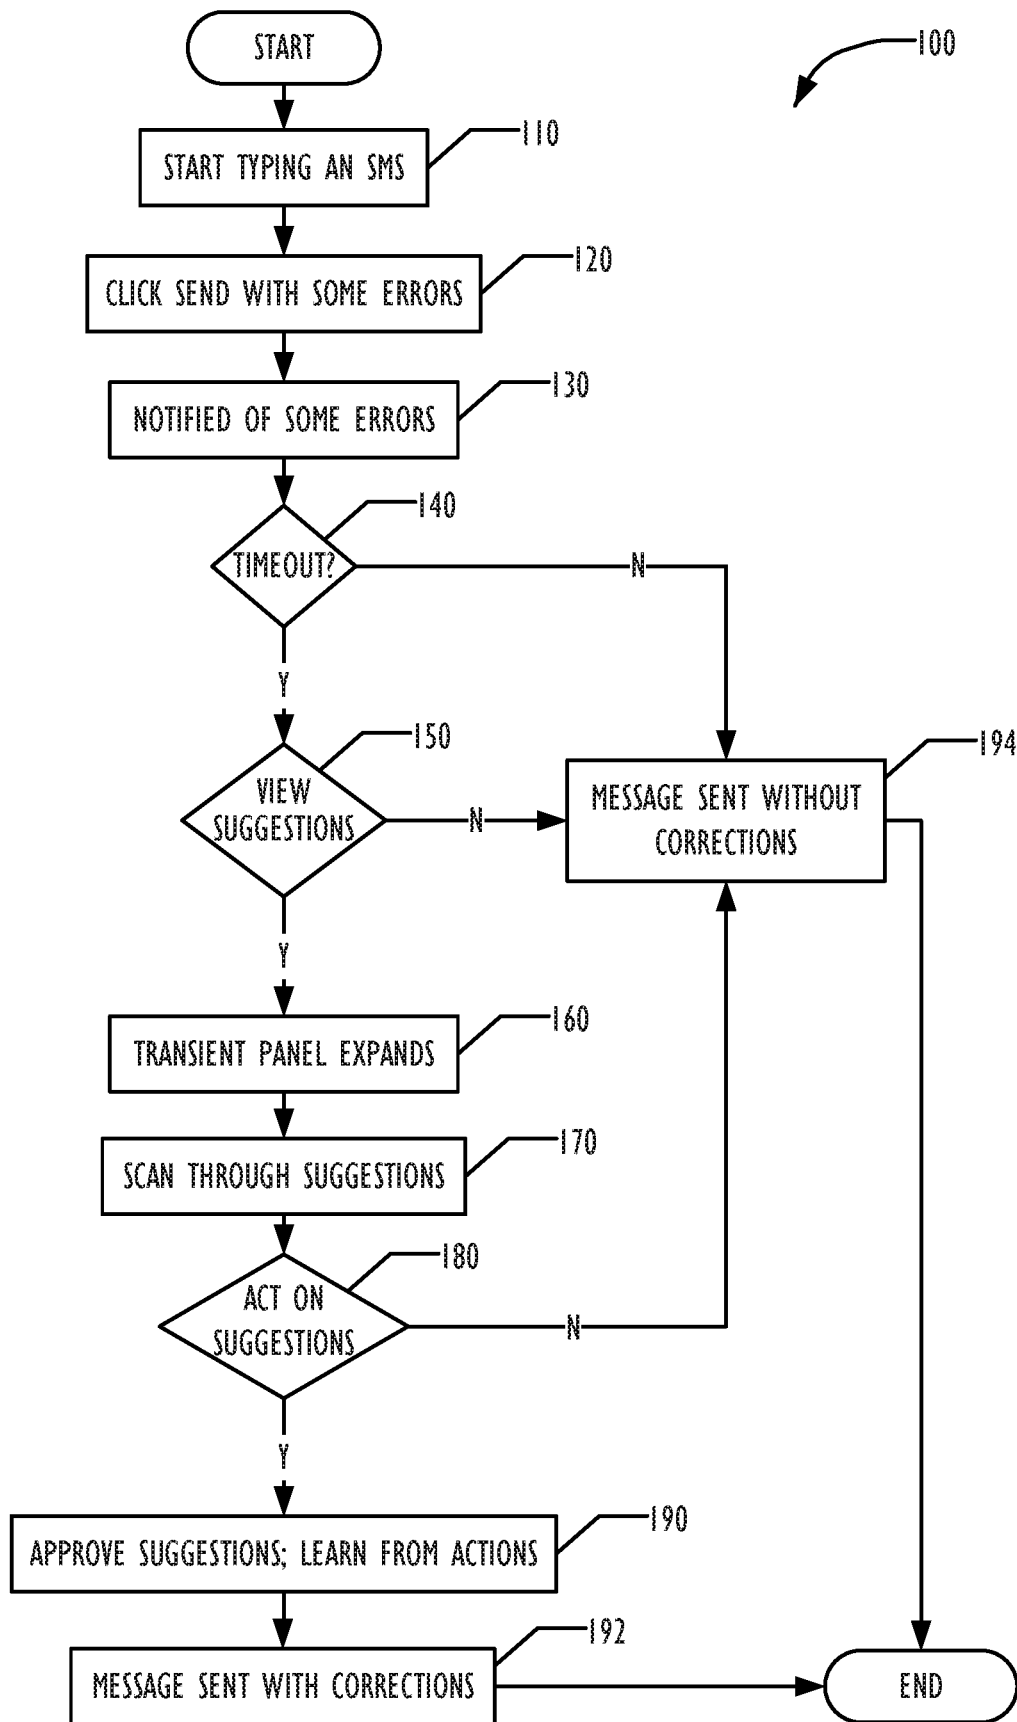 START
100
START TYPING AN SMS
110
CLICK SEND WITH SOME ERRORS
120
NOTIFIED OF SOME ERRORS
130
TIMEOUT?
140
N
Y
VIEW
SUGGESTIONS
150
N
MESSAGE SENT WITHOUT
CORRECTIONS
194
Y
TRANSIENT PANEL EXPANDS
160
SCAN THROUGH SUGGESTIONS
170
ACT ON
SUGGESTIONS
180
N
Y
APPROVE SUGGESTIONS; LEARN FROM ACTIONS
190
MESSAGE SENT WITH CORRECTIONS
192
END